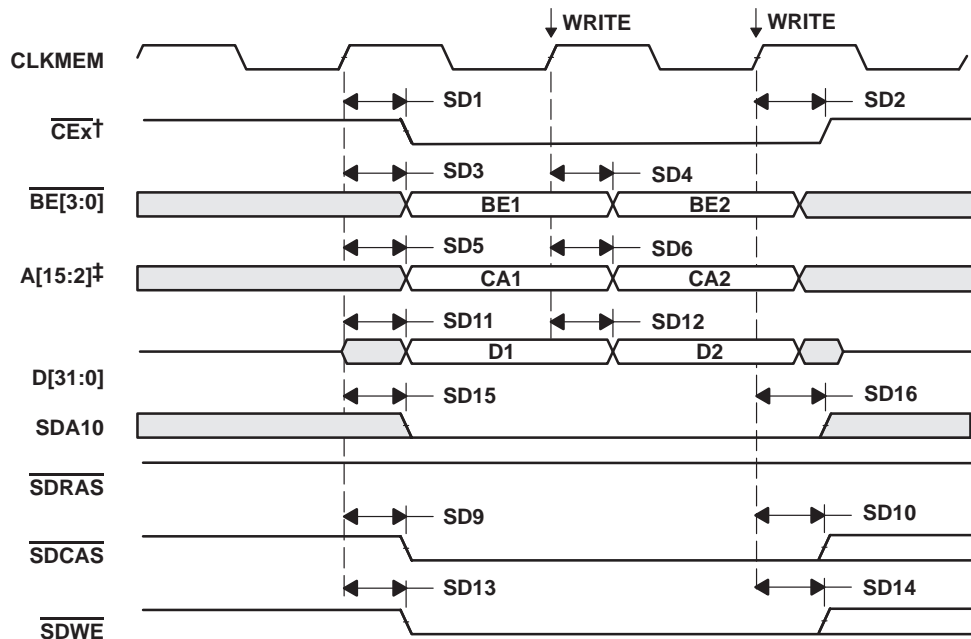 WRITE WRITE
CLKMEM
SD1 SD2
CEx†
SD3 SD4
BE[3:0] BE1 BE2
SD5 SD6
A[15:2]‡ CA1 CA2
SD11 SD12
D1 D2
D[31:0]
SD15 SD16
SDA10
SDRAS
SD9 SD10
SDCAS
SD13 SD14
SDWE